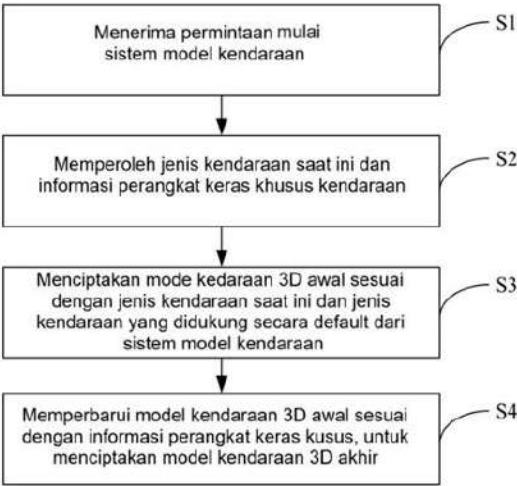 Menerima permintaan mulai
sistem model kendaraan
S1
Memperoleh jenis kendaraan saat ini dan
informasi perangkat keras khusus kendaraan
S2
Menciptakan mode kedaraan 3D awal sesuai
dengan jenis kendaraan saat ini dan jenis
kendaraan yang didukung secara default dari
sistem model kendaraan
S3
Memperbarui model kendaraan 3D awal sesuai
dengan informasi perangkat keras kusus, untuk
menciptakan model kendaraan 3D akhir
S4